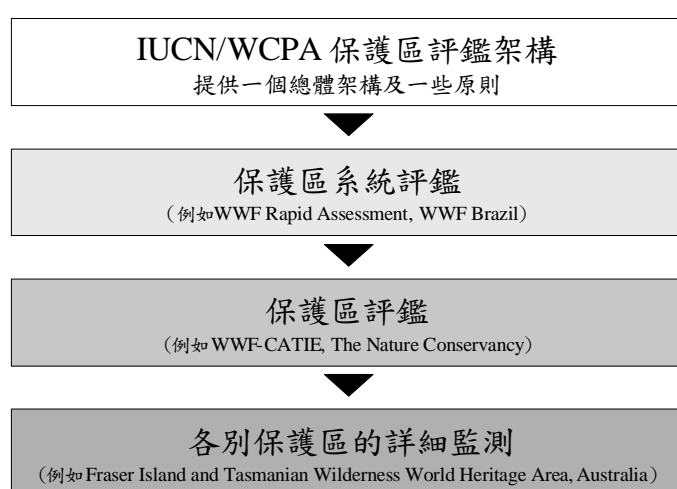 IUCN/WCPA 保護區評鑑架構
提供一個總體架構及一些原則
保護區系統評鑑
（例如WWF Rapid Assessment, WWF Brazil）
保護區評鑑
（例如WWF-CATIE, The Nature Conservancy）
各別保護區的詳細監測
（例如Fraser Island and Tasmanian Wilderness World Heritage Area, Australia）